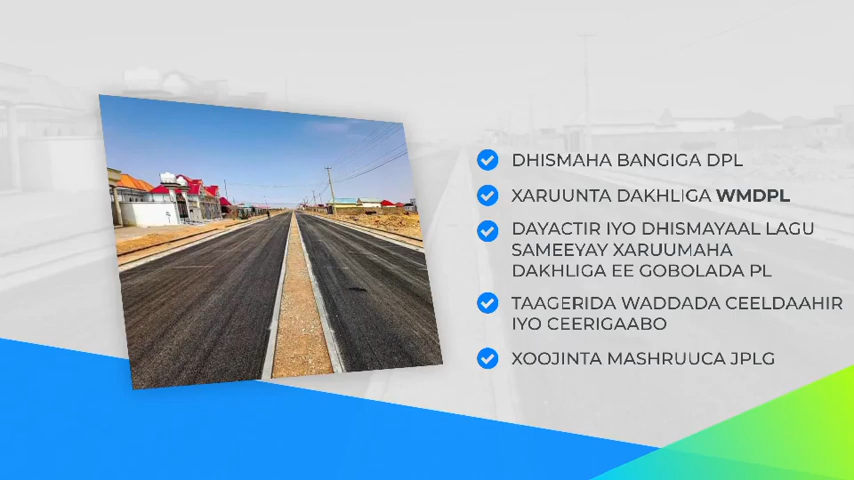 DHISMAHA BANGIGA DPL
XARUUNTA DAKHLIGA WMDPL
DAYACTIR IYO DHISMAYAAL LAGU
SAMEEYAY XARUUMAHA
DAKHLIGA EE GOBOLADA PL
TAAGERIDA WADDADA CEELDAAHIR
IYO CEERIGAABO
XOOJINTA MASHRUUCA JPLG